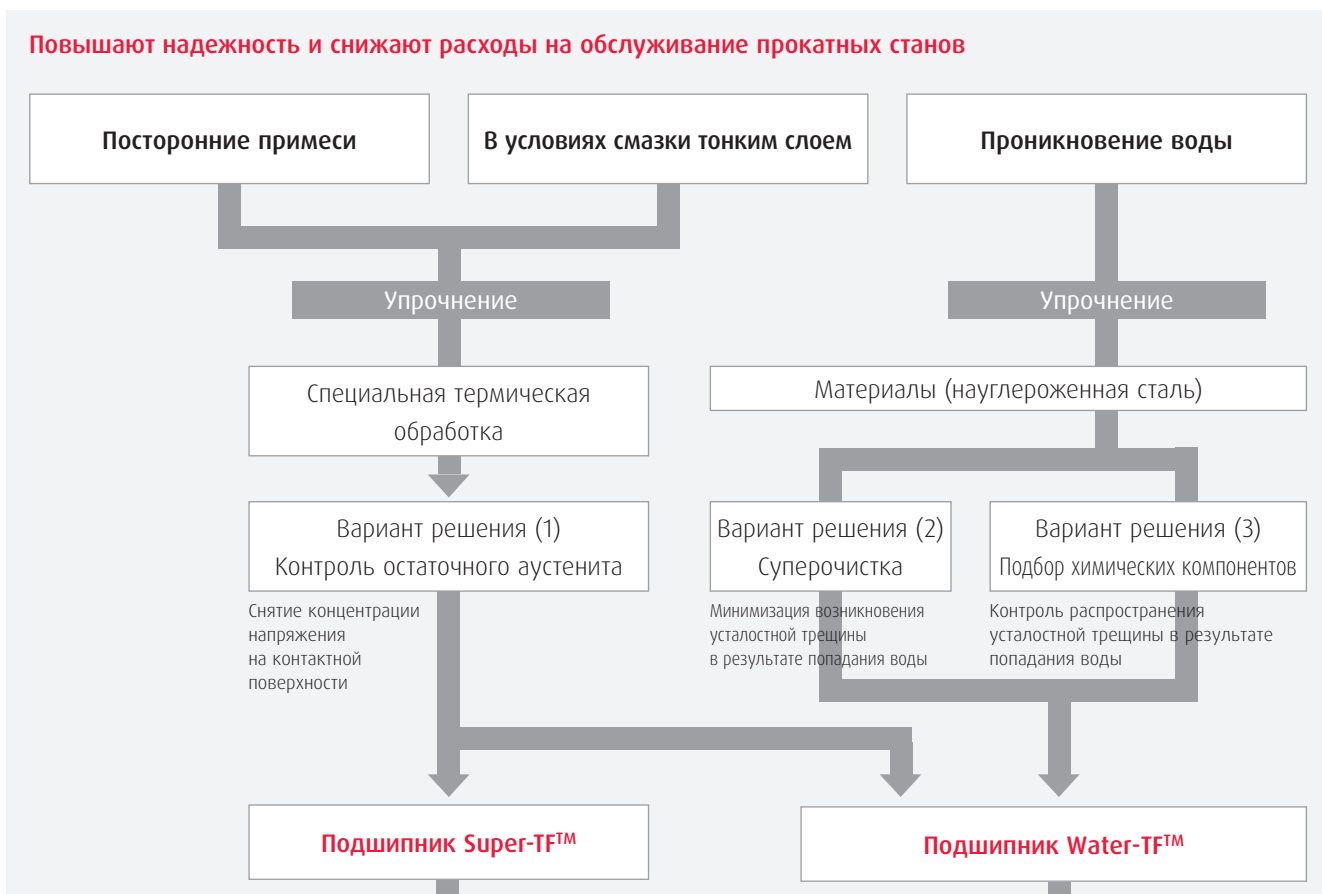 Повышают надежность и снижают расходы на обслуживание прокатных станов
Посторонние примеси
В условиях смазки тонким слоем
Проникновение воды
Упрочнение
Упрочнение
Специальная термическая
обработка
Материалы (науглероженная сталь)
Вариант решения (1)
Контроль остаточного аустенита
Вариант решения (2)
Суперочистка
Вариант решения (3)
Подбор химических компонентов
Снятие концентрации
напряжения
на контактной
поверхности
Минимизация возникновения
усталостной трещины
в результате попадания воды
Контроль распространения
усталостной трещины в результате
попадания воды
Подшипник Super-TF™
Подшипник Water-TF™